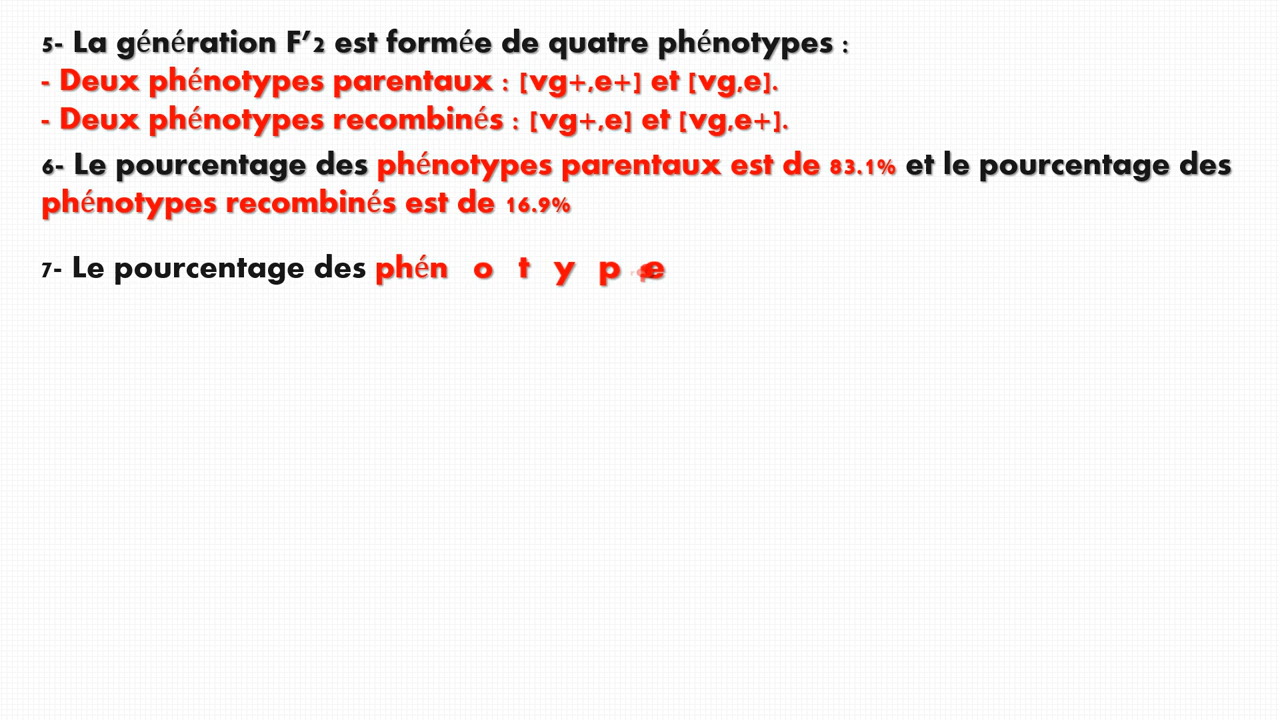 5- La génération F’2 est formée de quatre phénotypes :
- Deux phénotypes parentaux : [vg+,e+] et [vg,e].
- Deux phénotypes recombinés : [vg+,e] et [vg,e+].
6- Le pourcentage des phénotypes parentaux est de 83.1% et le pourcentage des
phénotypes recombinés est de 16.9%
7- Le pourcentage des phén o t y p e